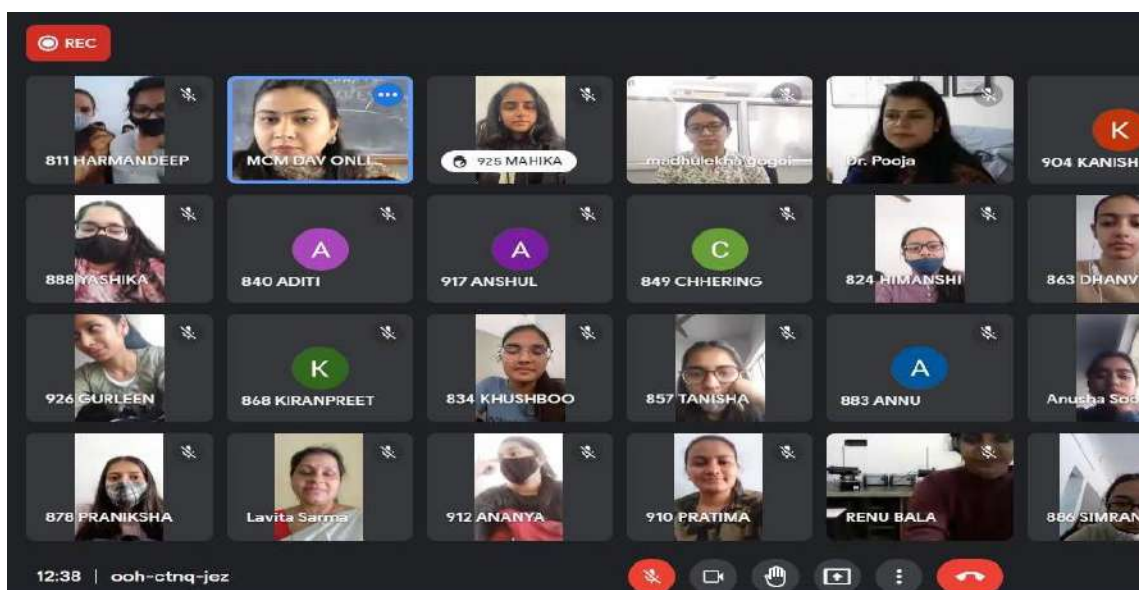 REC
811 HARMANDEEP
MCM DAV ONLI...
925 MAHIKA
madhulekha gogoi
Dr. Pooja
K
904 KANISH
888 YASHIKA
A
840 ADITI
A
917 ANSHUL
C
849 CHHERING
824 HIMANSHI
863 DHANV
926 GURLEEN
K
868 KIRANPREET
834 KHUSHBOO
857 TANISHA
A
883 ANNU
Anusha Sod
878 PRANIKSHA
Lavita Sarma
912 ANANYA
910 PRATIMA
RENU BALA
886 SIMRAN
12:38 | ooh-ctnq-jez